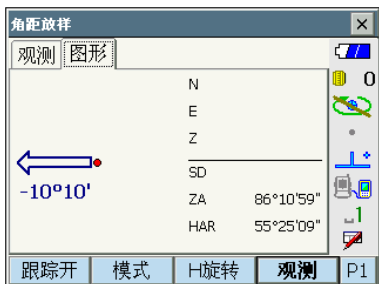 角距放样
观测 图形
0
N
E
Z
-10°10'
SD
ZA 86°10'59"
HAR 55°25'09"
1
跟踪开 模式 H旋转 观测 P1